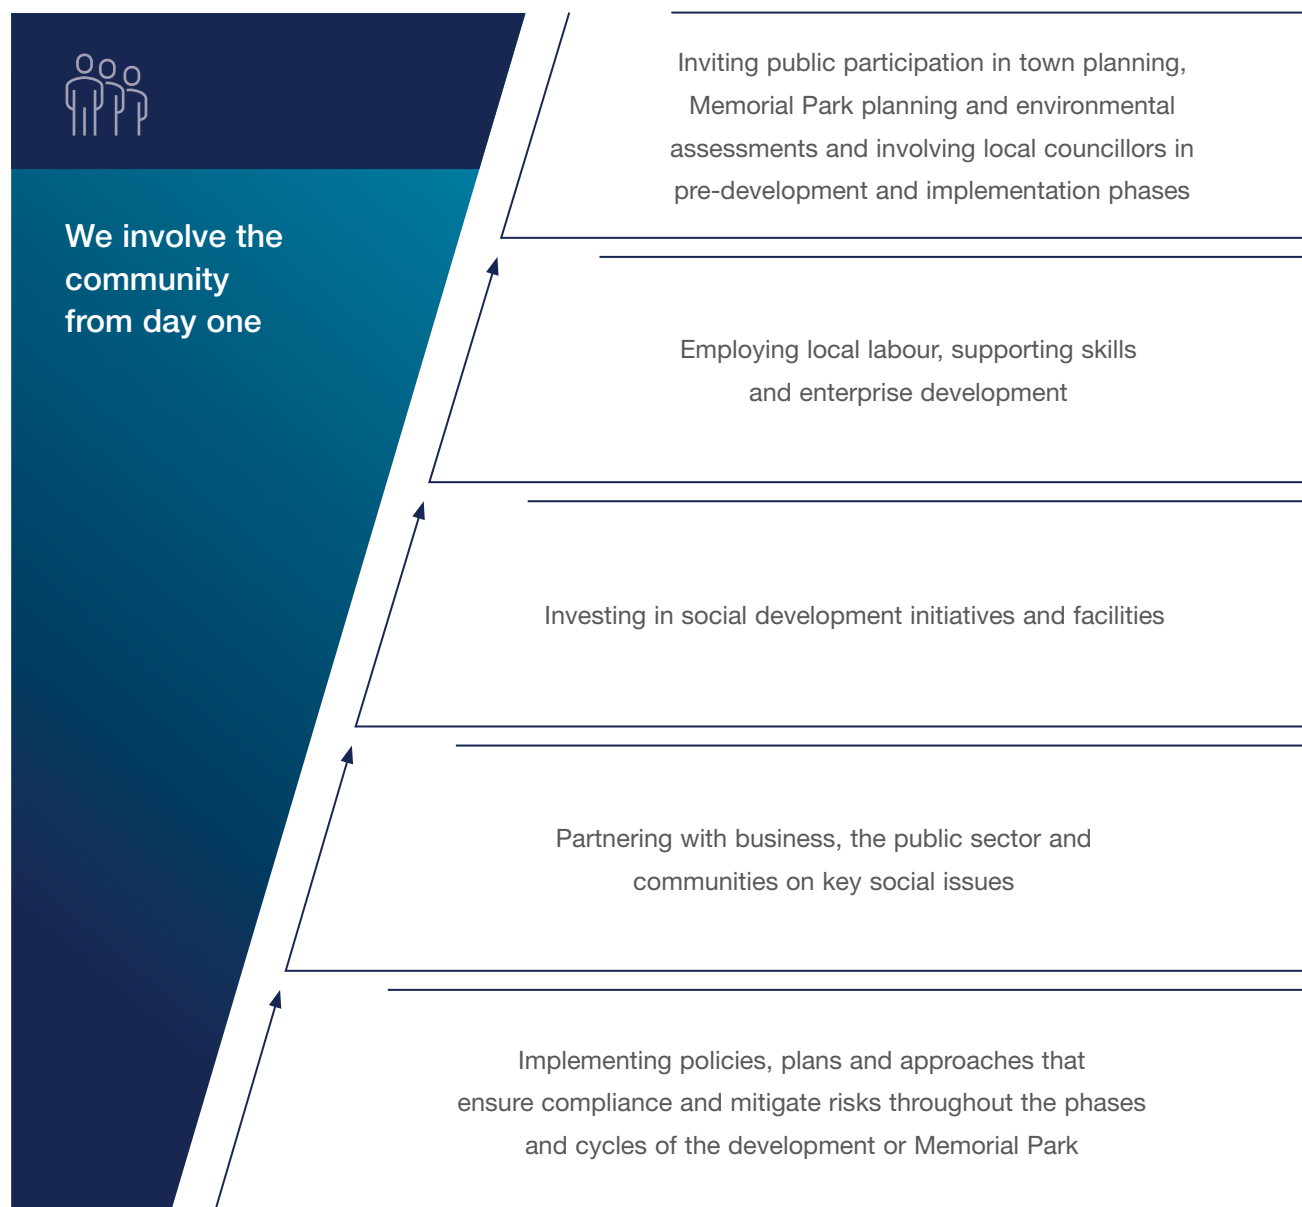 We involve the
community
from day one
Inviting public participation in town planning,
Memorial Park planning and environmental
assessments and involving local councillors in
pre-development and implementation phases
Employing local labour, supporting skills
and enterprise development
Investing in social development initiatives and facilities
Partnering with business, the public sector and
communities on key social issues
Implementing policies, plans and approaches that
ensure compliance and mitigate risks throughout the phases
and cycles of the development or Memorial Park